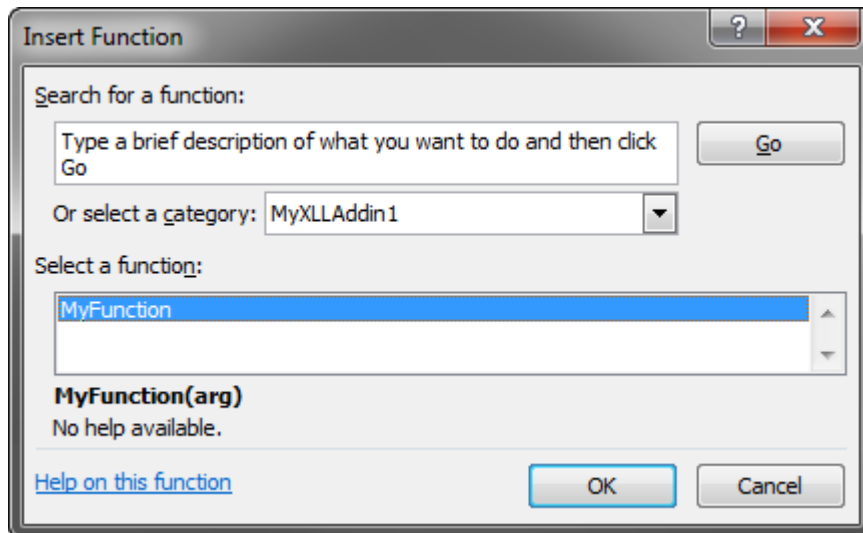 Insert Function
?
X
Search for a function:
Type a brief description of what you want to do and then click
Go
Go
Or select a category: MyXLLAddin1
Select a function:
MyFunction
MyFunction(arg)
No help available.
Help on this function
OK
Cancel